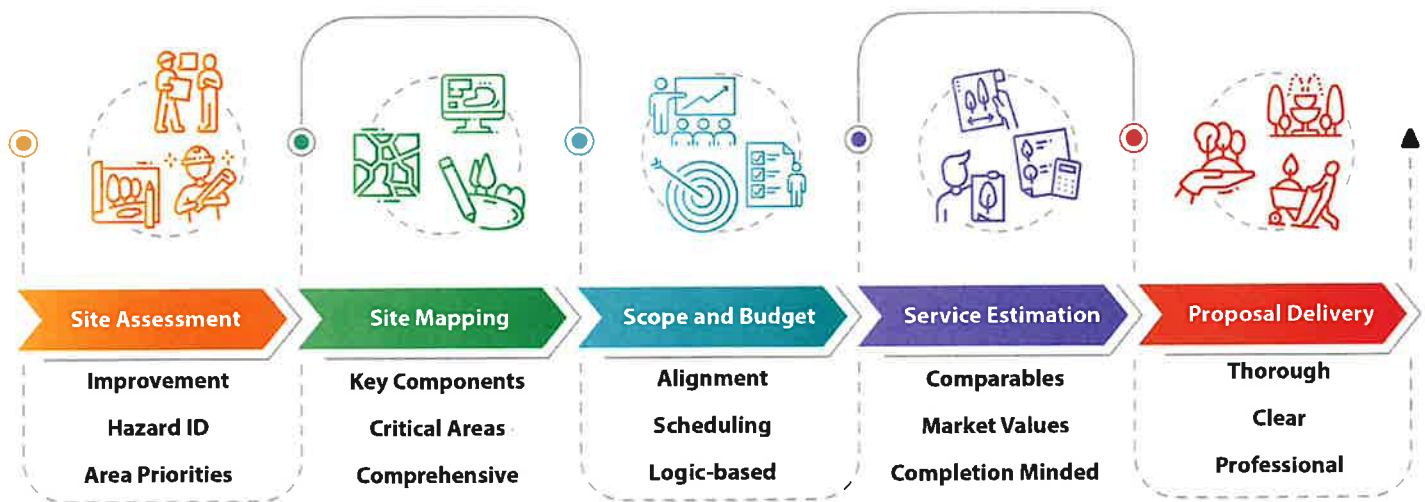 Site Assessment
Improvement
Hazard ID
Area Priorities
Site Mapping
Key Components
Critical Areas
Comprehensive
Scope and Budget
Alignment
Scheduling
Logic-based
Service Estimation
Comparables
Market Values
Completion Minded
Proposal Delivery
Thorough
Clear
Professional